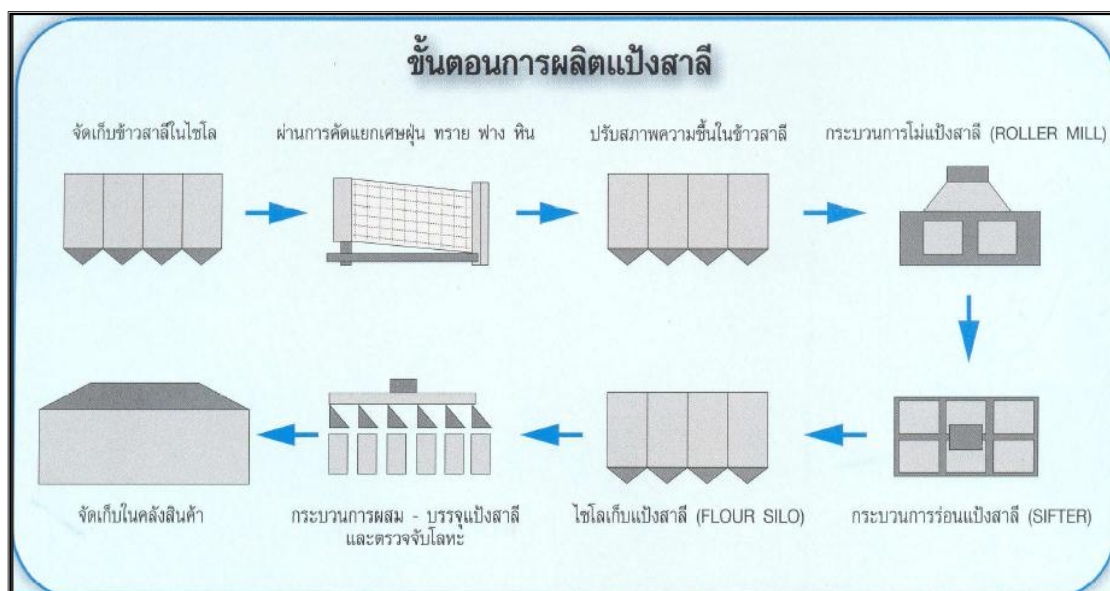 ขั้นตอนการผลิตแป้งสาลี
จัดเก็บข้าวสาลีในไซโล
ผ่านการคัดแยกเศษฝุ่น ทราย ฟาง หิน
ปรับสภาพความชื้นในข้าวสาลี
กระบวนการโม่แป้งสาลี (ROLLER MILL)
จัดเก็บในคลังสินค้า
กระบวนการผสม - บรรจุแป้งสาลี
และตรวจจับโลหะ
ไซโลเก็บแป้งสาลี (FLOUR SILO)
กระบวนการร่อนแป้งสาลี (SIFTER)